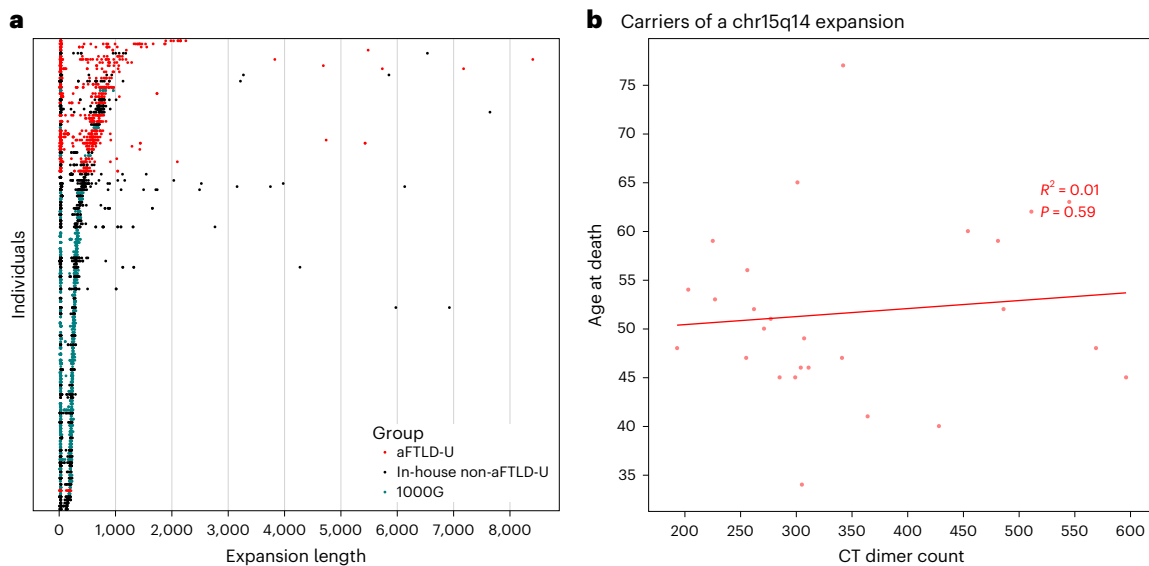 a
Individuals
Group
aFTLD-U
In-house non-aFTLD-U
1000G
0 1,000 2,000 3,000 4,000 5,000 6,000 7,000 8,000
Expansion length
b Carriers of a chr15q14 expansion
Age at death
75
70
65
60
55
50
45
40
35
R² = 0.01
P = 0.59
200 250 300 350 400 450 500 550 600
CT dimer count